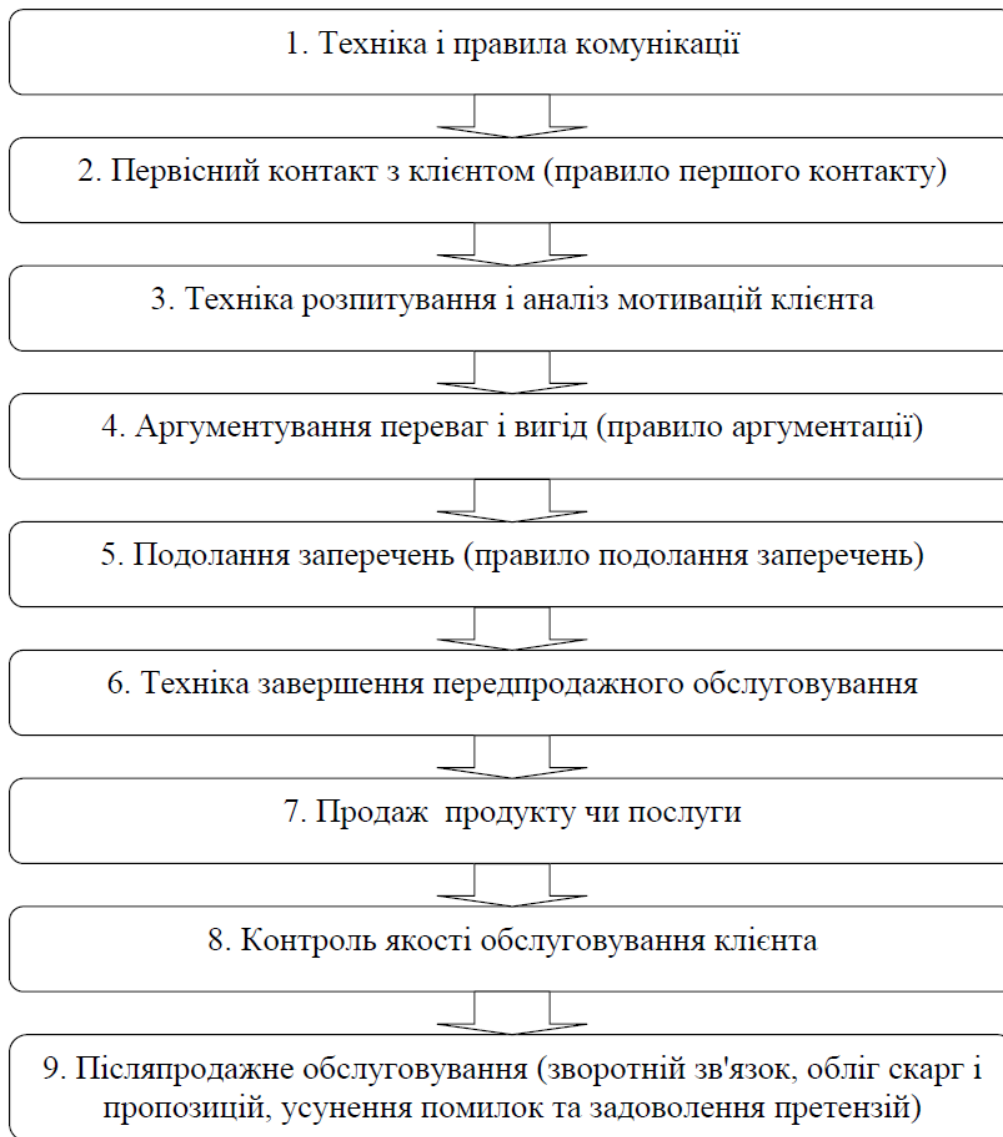 1. Техніка і правила комунікації
2. Первісний контакт з клієнтом (правило першого контакту)
3. Техніка розпитування і аналіз мотивацій клієнта
4. Аргументування переваг і вигід (правило аргументації)
5. Подолання заперечень (правило подолання заперечень)
6. Техніка завершення передпродажного обслуговування
7. Продаж продукту чи послуги
8. Контроль якості обслуговування клієнта
9. Післяпродажне обслуговування (зворотній зв'язок, обліг скарг і
пропозицій, усунення помилок та задоволення претензій)